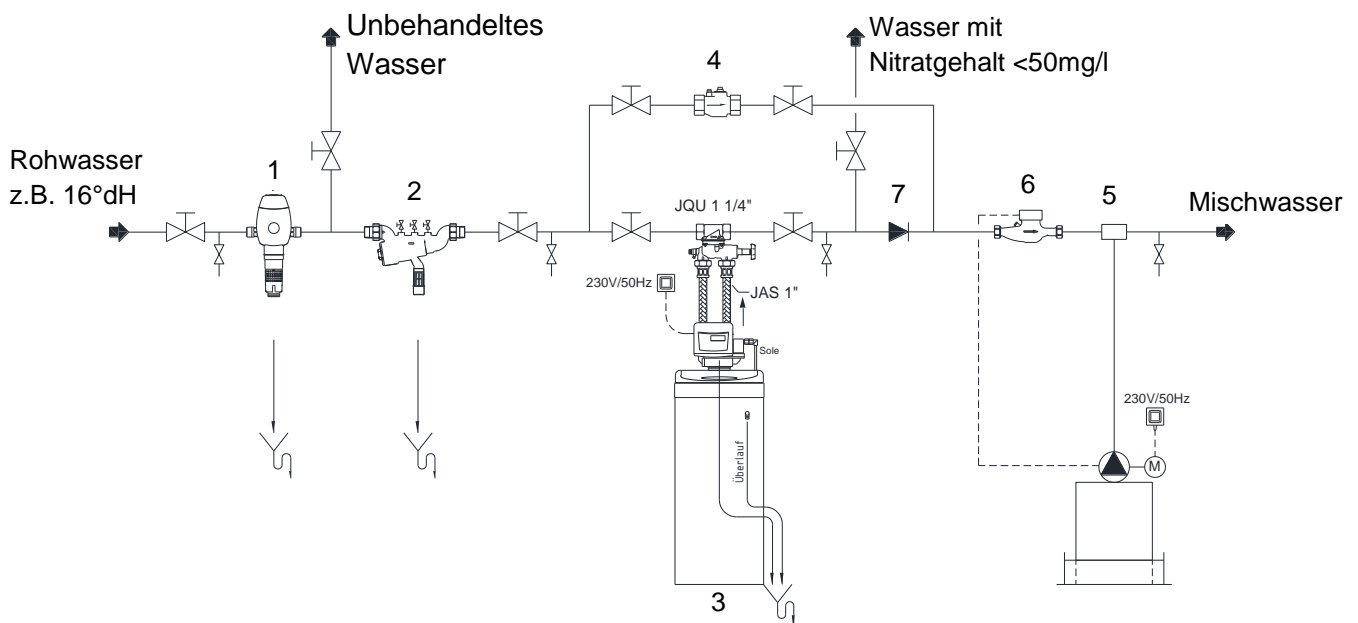 Unbehandeltes
Wasser
Wasser mit
Nitratgehalt <50mg/l
4
Rohwasser
z.B. 16°dH
1
2
JQU 1 1/4"
7
6
5
Mischwasser
230V/50Hz
JAS 1"
Sole
230V/50Hz
Überlauf
M
3